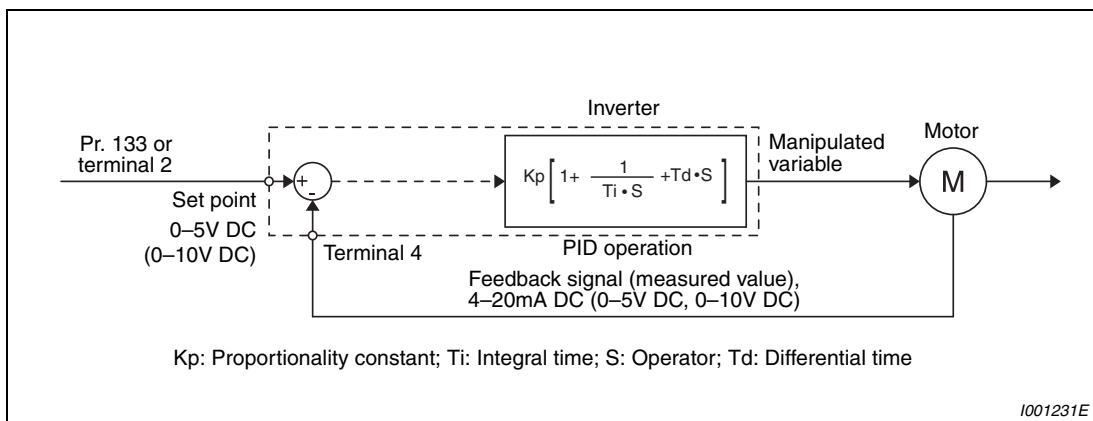 Inverter
Pr. 133 or
terminal 2
Manipulated
variable
Motor
+
-
Kp [ 1+ 1 / Ti • S +Td • S ]
M
Set point
0–5V DC
(0–10V DC)
Terminal 4
PID operation
Feedback signal (measured value),
4–20mA DC (0–5V DC, 0–10V DC)
Kp: Proportionality constant; Ti: Integral time; S: Operator; Td: Differential time
I001231E